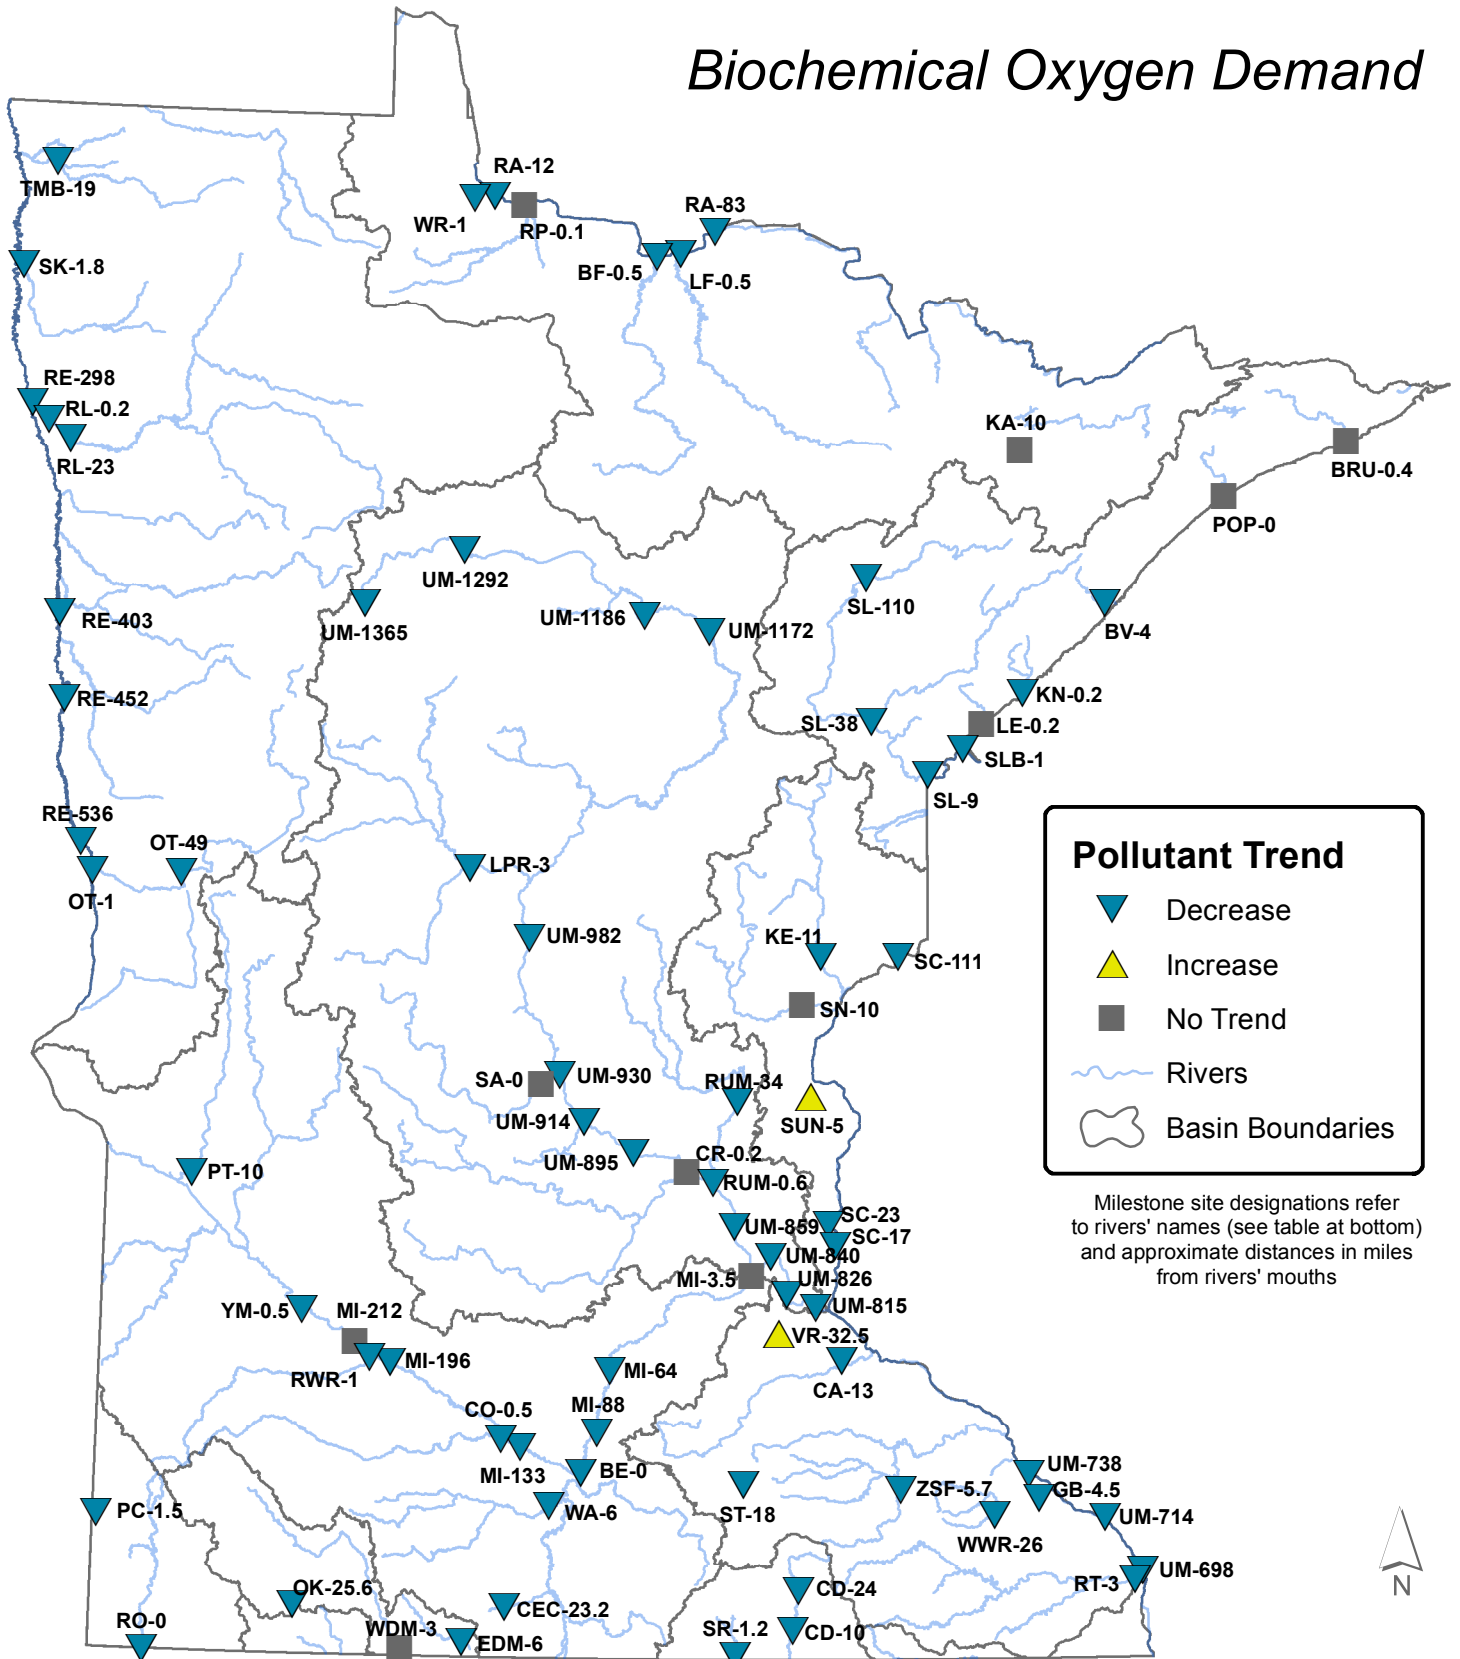 Biochemical Oxygen Demand
RA-12
TMB-19
RA-83
WR-1
RP-0.1
SK-1.8
BF-0.5
LF-0.5
RE-298
RL-0.2
KA-10
RL-23
BRU-0.4
POP-0
UM-1292
SL-110
UM-1186
RE-403
UM-1365
UM-1172
BV-4
RE-452
KN-0.2
SL-38
LE-0.2
SLB-1
SL-9
RE-536
OT-49
LPR-3
OT-1
Pollutant Trend
Decrease
Increase
No Trend
Rivers
Basin Boundaries
UM-982
KE-11
SC-111
SN-10
SA-0
UM-930
RUM-34
UM-914
SUN-5
CR-0.2
UM-895
PT-10
RUM-0.6
Milestone site designations refer
to rivers' names (see table at bottom)
and approximate distances in miles
from rivers' mouths
SC-23
UM-859
SC-17
UM-840
MI-3.5
UM-826
UM-815
YM-0.5
MI-212
VR-32.5
MI-196
RWR-1
MI-64
CA-13
MI-88
CO-0.5
UM-738
BE-0
MI-133
ZSF-5.7
GB-4.5
PC-1.5
WA-6
ST-18
UM-714
WWR-26
UM-698
RT-3
N
OK-25.6
CD-24
CEC-23.2
RO-0
WDM-3
SR-1.2
CD-10
EDM-6